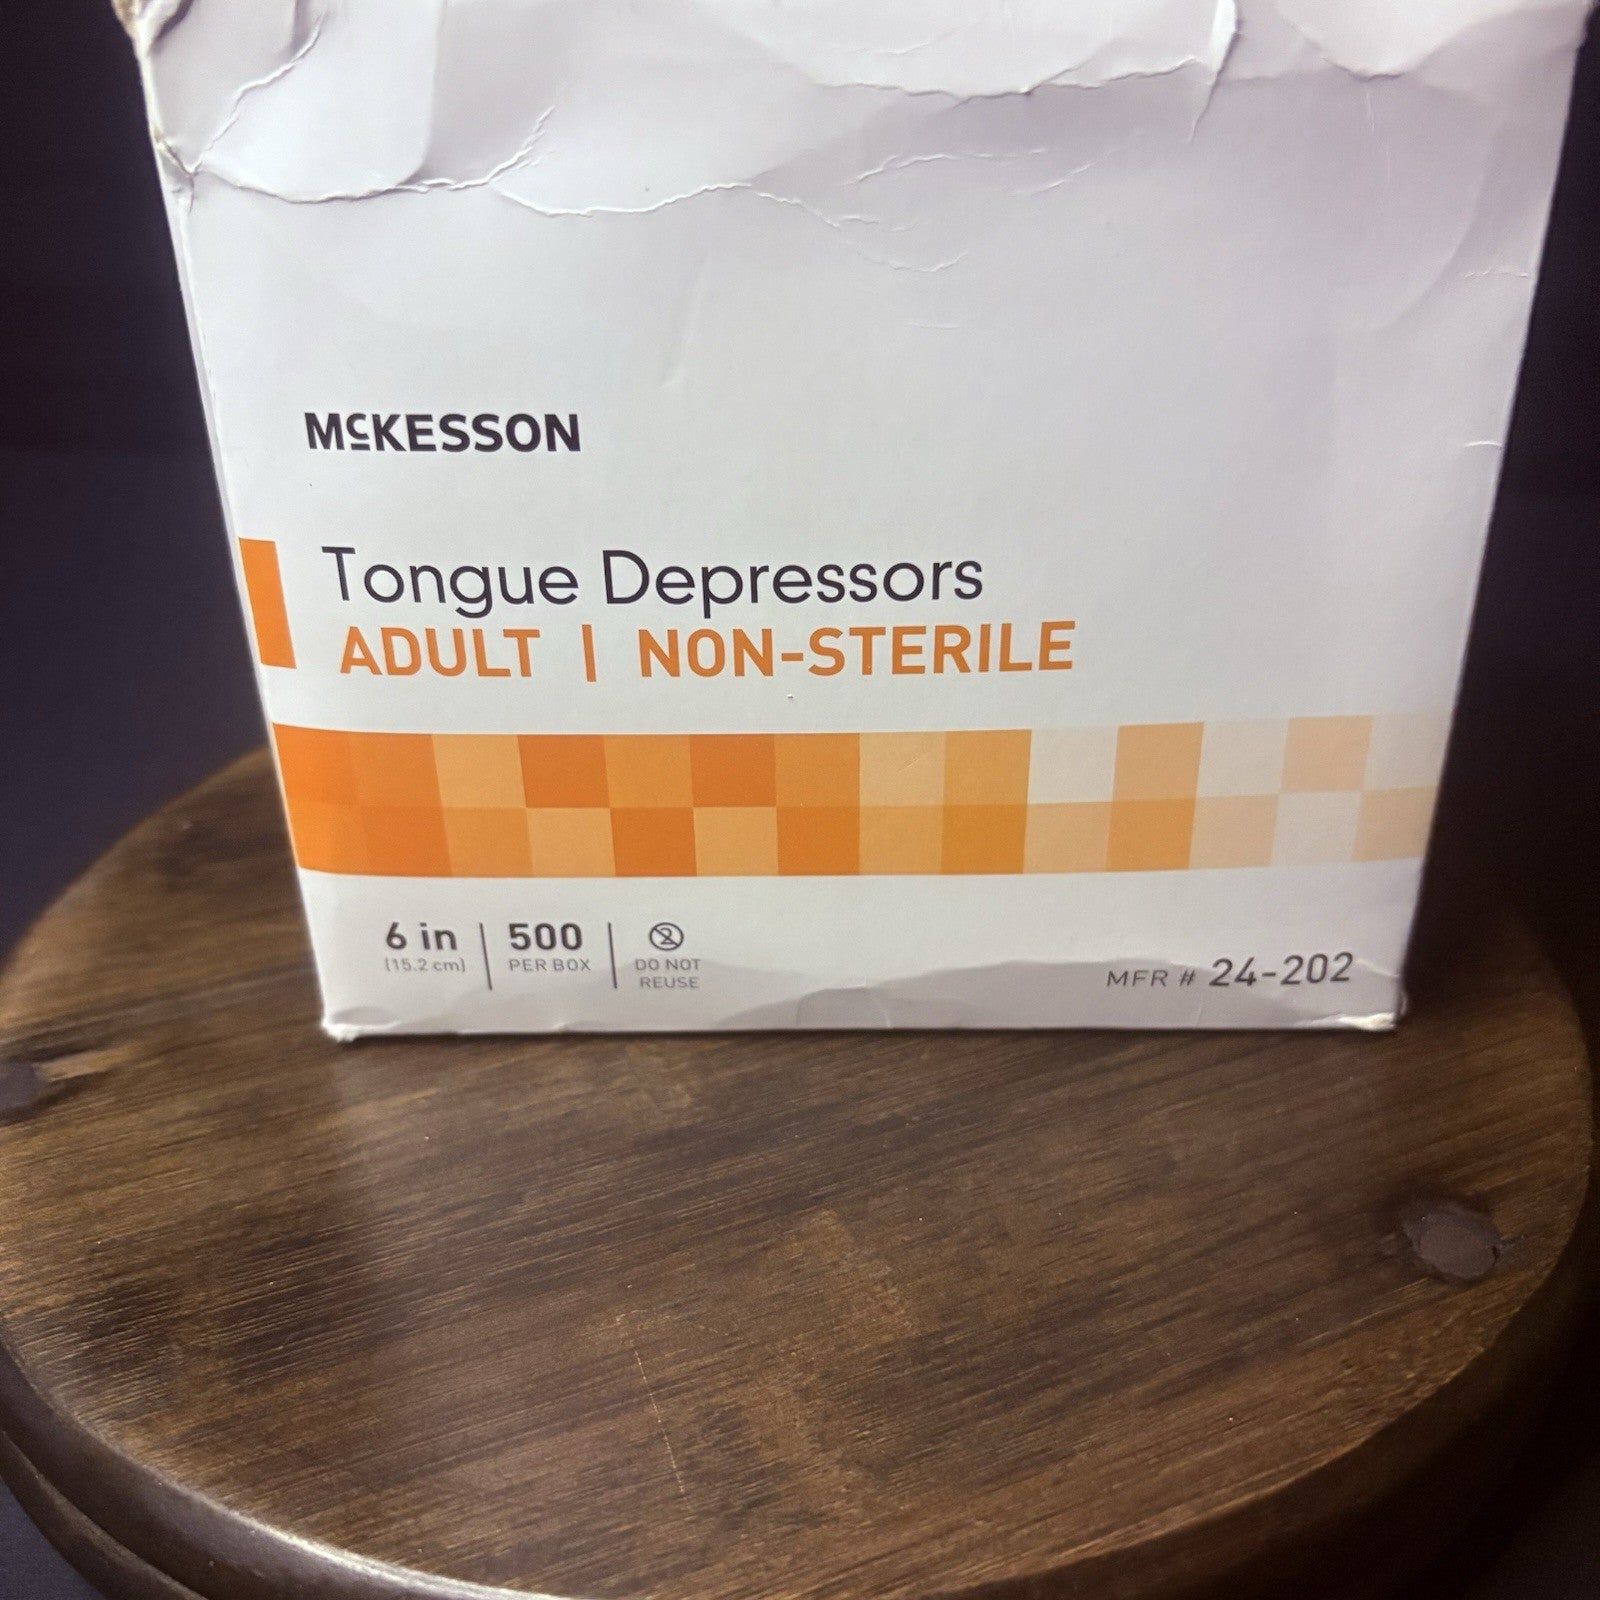 McKESSON
Tongue Depressors
ADULT | NON-STERILE
6 in | 500
(15.2 cm) PER BOX DO NOT
REUSE
MFR # 24-202